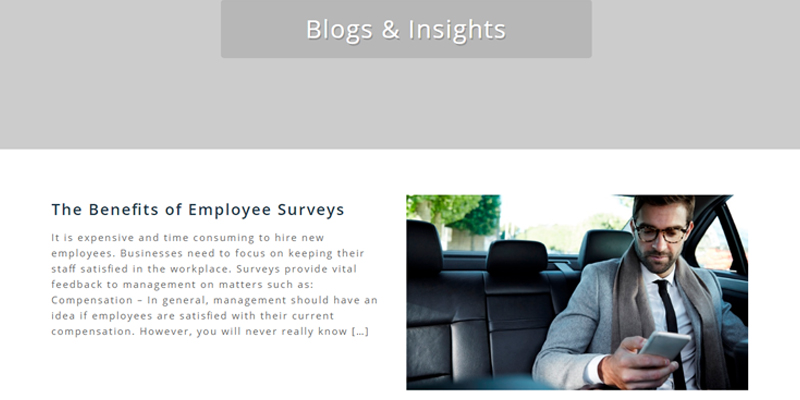 Blogs & Insights
The Benefits of Employee Surveys
It is expensive and time consuming to hire new
employees. Businesses need to focus on keeping their
staff satisfied in the workplace. Surveys provide vital
feedback to management on matters such as:
Compensation – In general, management should have an
idea if employees are satisfied with their current
compensation. However, you will never really know […]